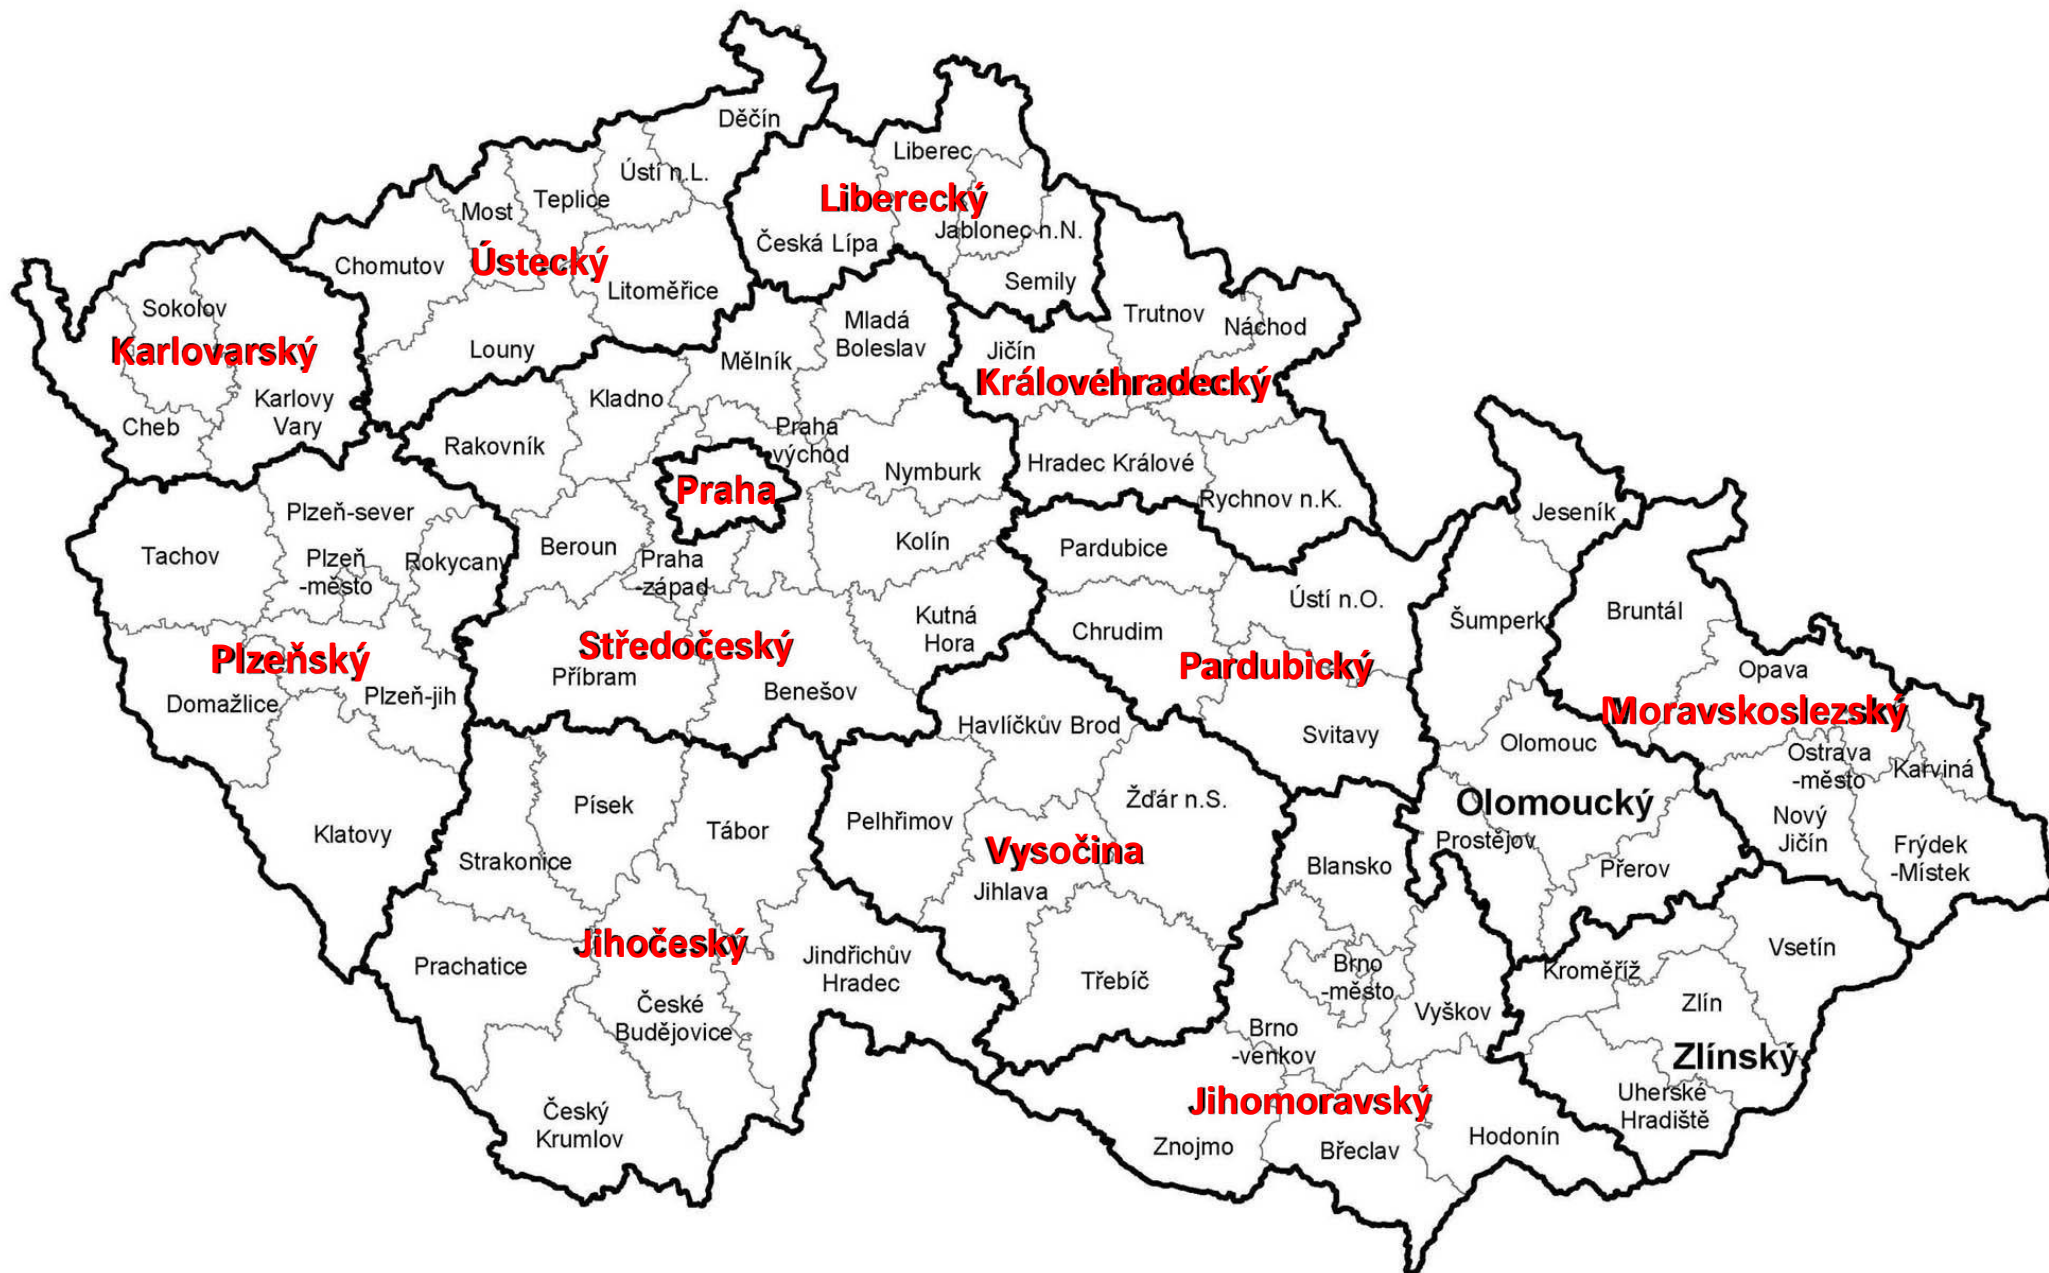 Děčín
Liberec
Ústí n.L.
Teplice
Most
Liberecký
Jablonec n.N.
Česká Lípa
Chomutov
Ústecký
Litoměřice
Semily
Sokolov
Trutnov
Náchod
Mladá
Boleslav
Karlovarský
Louny
Mělník
Jičín
Královéhradecký
Kladno
Karlovy
Vary
Cheb
Rakovník
Praha
-východ
Nymburk
Hradec Králové
Praha
Rychnov n.K.
Plzeň-sever
Jeseník
Tachov
Plzeň
-město
Rokycany
Beroun
Praha
-západ
Kolín
Pardubice
Ústí n.O.
Šumperk
Bruntál
Kutná
Hora
Chrudim
Plzeňský
Středočeský
Pardubický
Opava
Příbram
Benešov
Domažlice
Plzeň-jih
Moravskoslezský
Havlíčkův Brod
Svitavy
Olomouc
Ostrava
-město
Karviná
Písek
Žďár n.S.
Olomoucký
Klatovy
Tábor
Pelhřimov
Nový
Jičín
Prostějov
Vysočina
Strakonice
Blansko
Přerov
Frýdek
-Místek
Jihlava
Jihočeský
Vsetín
Prachatice
Jindřichův
Hradec
Třebíč
Brno
-město
Kroměříž
České
Budějovice
Vyškov
Zlín
Brno
-venkov
Zlínský
Jihomoravský
Uherské
Hradiště
Český
Krumlov
Znojmo
Břeclav
Hodonín